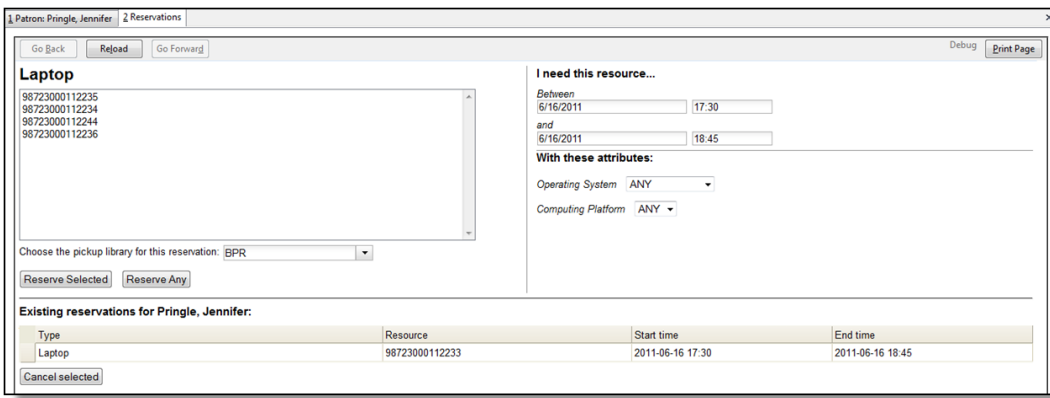 1 Patron: Pringle, Jennifer 2 Reservations x
Go Back Reload Go Forward Debug Print Page
Laptop
98723000112235
98723000112234
98723000112244
98723000112236
Choose the pickup library for this reservation: BPR
Reserve Selected Reserve Any
I need this resource...
Between
6/16/2011 17:30
and
6/16/2011 18:45
With these attributes:
Operating System ANY
Computing Platform ANY
Existing reservations for Pringle, Jennifer:
Type Resource Start time End time
Laptop 98723000112233 2011-06-16 17:30 2011-06-16 18:45
Cancel selected